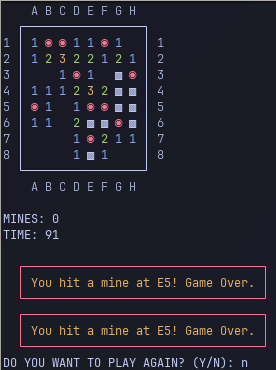 A B C D E F G H
1 1 ◉ ◉ 1 1 ◉ 1 1
2 1 2 3 2 2 1 2 1 2
3 1 ◉ 1 ▩ ◉ 3
4 1 1 1 2 3 2 ▩ ▩ 4
5 ◉ 1 1 ◉ ◉ ▩ ▩ 5
6 1 1 2 ▩ ▩ ◉ ▩ 6
7 1 ◉ 2 1 1 7
8 1 ▩ 1 8
A B C D E F G H
MINES: 0
TIME: 91
You hit a mine at E5! Game Over.
You hit a mine at E5! Game Over.
DO YOU WANT TO PLAY AGAIN? (Y/N): n